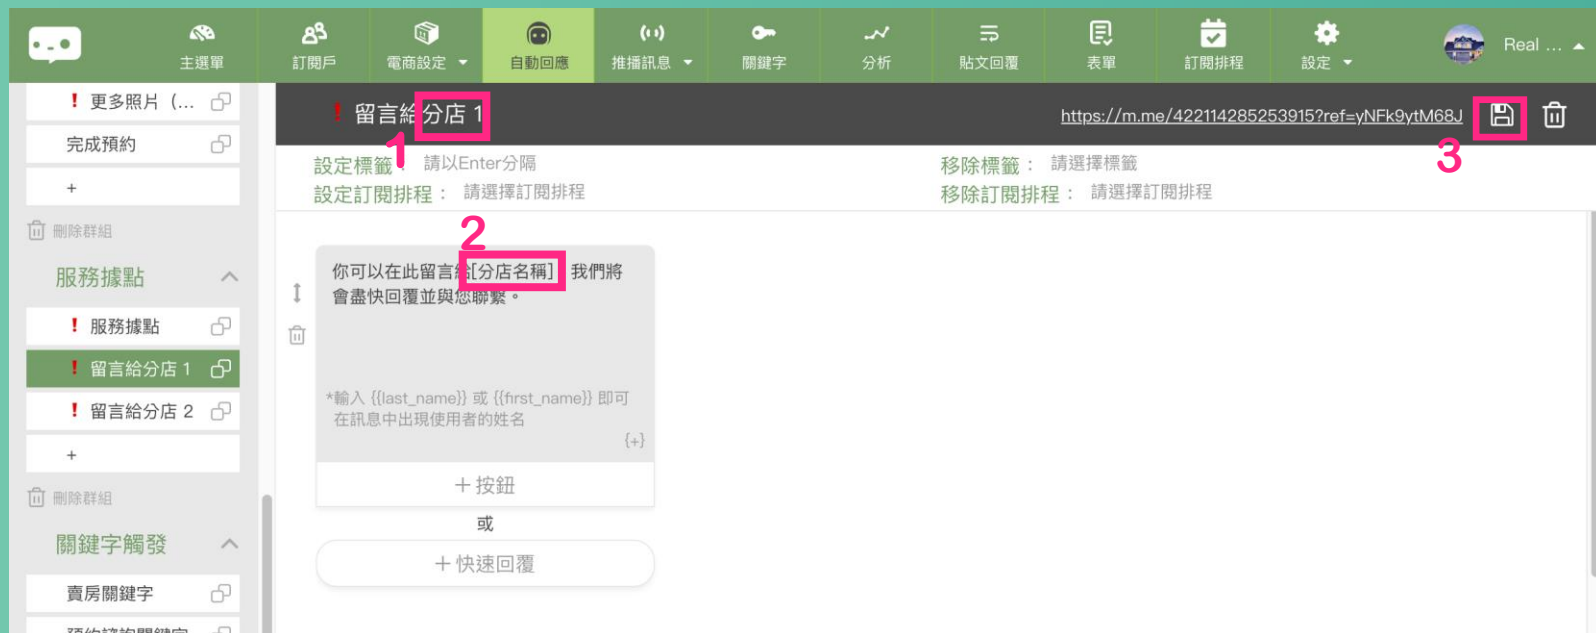 主選單
訂閱戶
電商設定
自動回應
推播訊息
關鍵字
分析
貼文回覆
表單
訂閱排程
設定
Real ...
! 更多照片（...
完成預約
+
刪除群組
服務據點
! 服務據點
! 留言給分店 1
! 留言給分店 2
+
刪除群組
關鍵字觸發
賣房關鍵字
預約諮詢關鍵字
! 留言給分店 1
https://m.me/422114285253915?ref=yNFk9ytM68J
1
3
設定標籤： 請以Enter分隔
移除標籤： 請選擇標籤
設定訂閱排程： 請選擇訂閱排程
移除訂閱排程： 請選擇訂閱排程
2
你可以在此留言給[分店名稱] 我們將
會盡快回覆並與您聯繫。
*輸入 {{last_name}} 或 {{first_name}} 即可
在訊息中出現使用者的姓名
{+}
＋按鈕
或
＋快速回覆